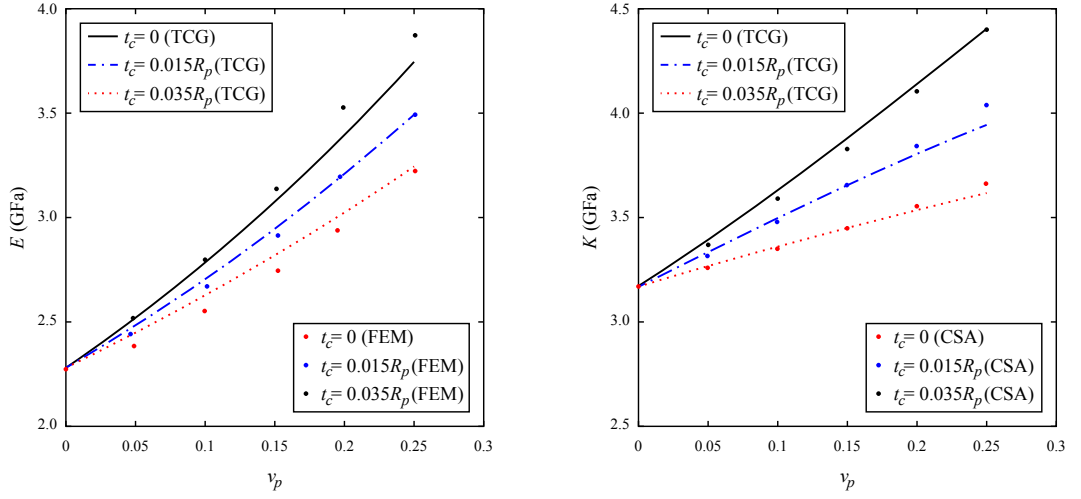 4.0
3.5
3.0
2.5
2.0
E (GFa)
t_c= 0 (TCG)
t_c= 0.015R_p(TCG)
t_c= 0.035R_p(TCG)
t_c= 0 (FEM)
t_c= 0.015R_p(FEM)
t_c= 0.035R_p(FEM)
0 0.05 0.1 0.15 0.2 0.25 0.3
v_p
4.5
4.0
3.5
3.0
2.5
K (GFa)
t_c= 0 (TCG)
t_c= 0.015R_p(TCG)
t_c= 0.035R_p(TCG)
t_c= 0 (CSA)
t_c= 0.015R_p(CSA)
t_c= 0.035R_p(CSA)
0 0.05 0.1 0.15 0.20 0.25 0.3
v_p